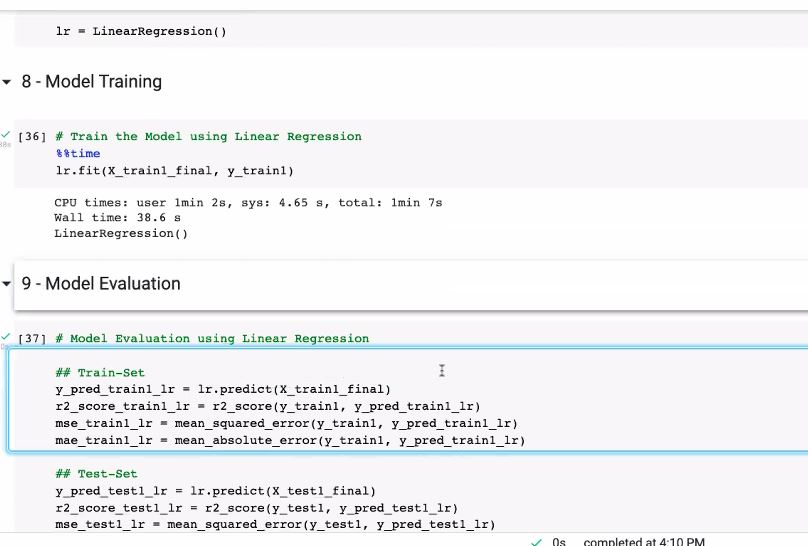 lr = LinearRegression()
8 - Model Training
[36] # Train the Model using Linear Regression
%%time
lr.fit(X_train1_final, y_train1)
CPU times: user 1min 2s, sys: 4.65 s, total: 1min 7s
Wall time: 38.6 s
LinearRegression()
9 - Model Evaluation
[37] # Model Evaluation using Linear Regression
## Train-Set
y_pred_train1_lr = lr.predict(X_train1_final)
r2_score_train1_lr = r2_score(y_train1, y_pred_train1_lr)
mse_train1_lr = mean_squared_error(y_train1, y_pred_train1_lr)
mae_train1_lr = mean_absolute_error(y_train1, y_pred_train1_lr)
## Test-Set
y_pred_test1_lr = lr.predict(X_test1_final)
r2_score_test1_lr = r2_score(y_test1, y_pred_test1_lr)
mse_test1_lr = mean_squared_error(y_test1, y_pred_test1_lr)
0s completed at 4:10 PM